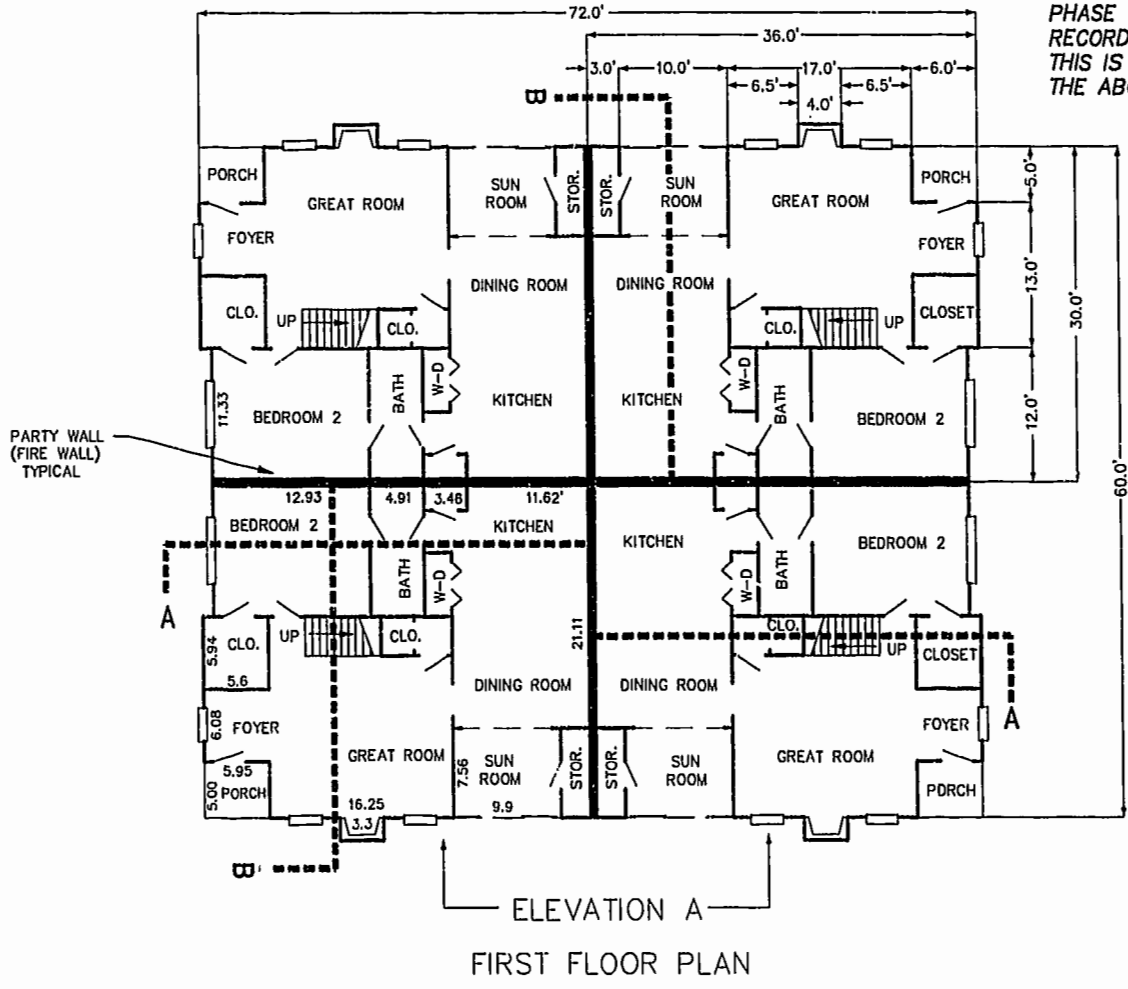 72.0'
PHASE
RECORD
THIS IS
THE ABO
36.0'
3.0' 10.0' 17.0' 6.0'
6.5' 4.0' 6.5'
B
PORCH SUN ROOM STOR. STOR. SUN ROOM PORCH
5.0'
GREAT ROOM GREAT ROOM
FOYER FOYER
DINING ROOM DINING ROOM
13.0'
30.0'
CLO. UP CLO. CLO. UP CLOSET
W-D W-D
BATH BATH
KITCHEN KITCHEN
11.33
BEDROOM 2 BEDROOM 2
12.0'
PARTY WALL
(FIRE WALL)
TYPICAL
60.0'
12.93 4.91 3.46 11.62'
BEDROOM 2 KITCHEN
KITCHEN BEDROOM 2
A
BATH BATH
W-D W-D
21.11
CLO. UP CLO. CLO. UP CLOSET
5.94
5.6
DINING ROOM DINING ROOM
A
6.08
FOYER FOYER
GREAT ROOM GREAT ROOM
5.95
7.56
SUN ROOM STOR. STOR. SUN ROOM
5.00 PORCH PORCH
16.25
3.3
9.9
B
ELEVATION A
FIRST FLOOR PLAN